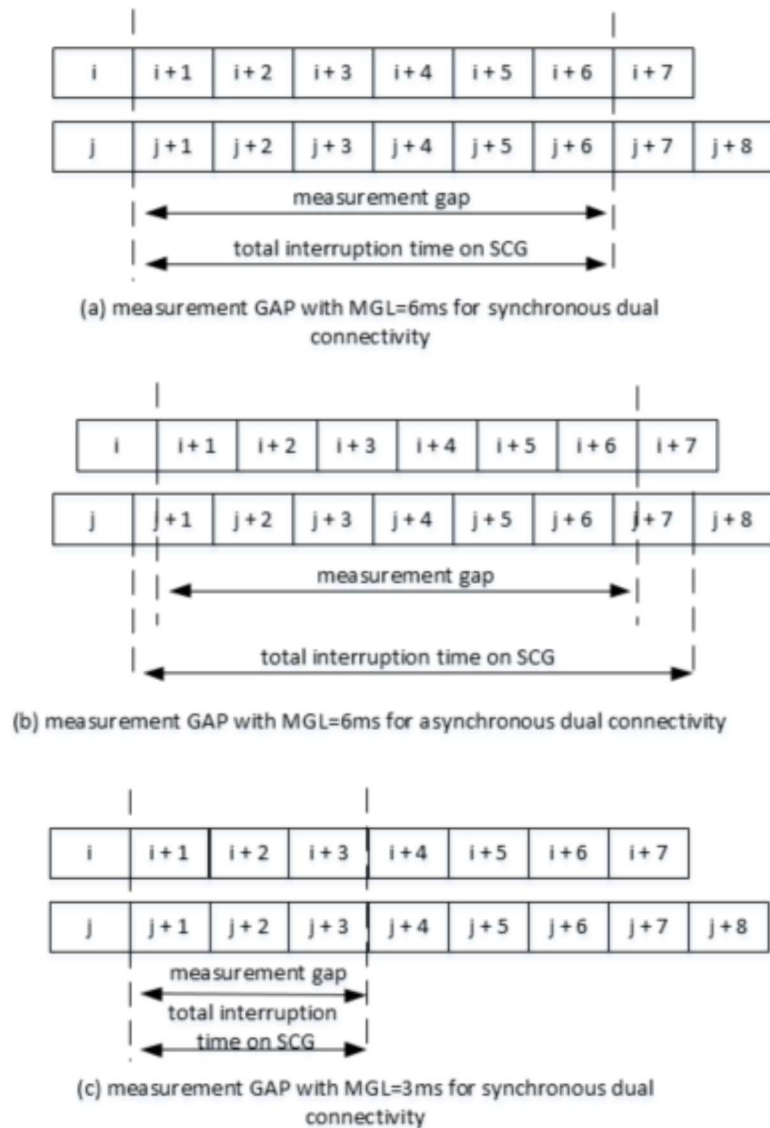 i i + 1 i + 2 i + 3 i + 4 i + 5 i + 6 i + 7
j j + 1 j + 2 j + 3 j + 4 j + 5 j + 6 j + 7 j + 8
measurement gap
total interruption time on SCG
(a) measurement GAP with MGL=6ms for synchronous dual
connectivity
i i + 1 i + 2 i + 3 i + 4 i + 5 i + 6 i + 7
j j + 1 j + 2 j + 3 j + 4 j + 5 j + 6 j + 7 j + 8
measurement gap
total interruption time on SCG
(b) measurement GAP with MGL=6ms for asynchronous dual connectivity
i i + 1 i + 2 i + 3 i + 4 i + 5 i + 6 i + 7
j j + 1 j + 2 j + 3 j + 4 j + 5 j + 6 j + 7 j + 8
measurement gap
total interruption
time on SCG
(c) measurement GAP with MGL=3ms for synchronous dual
connectivity